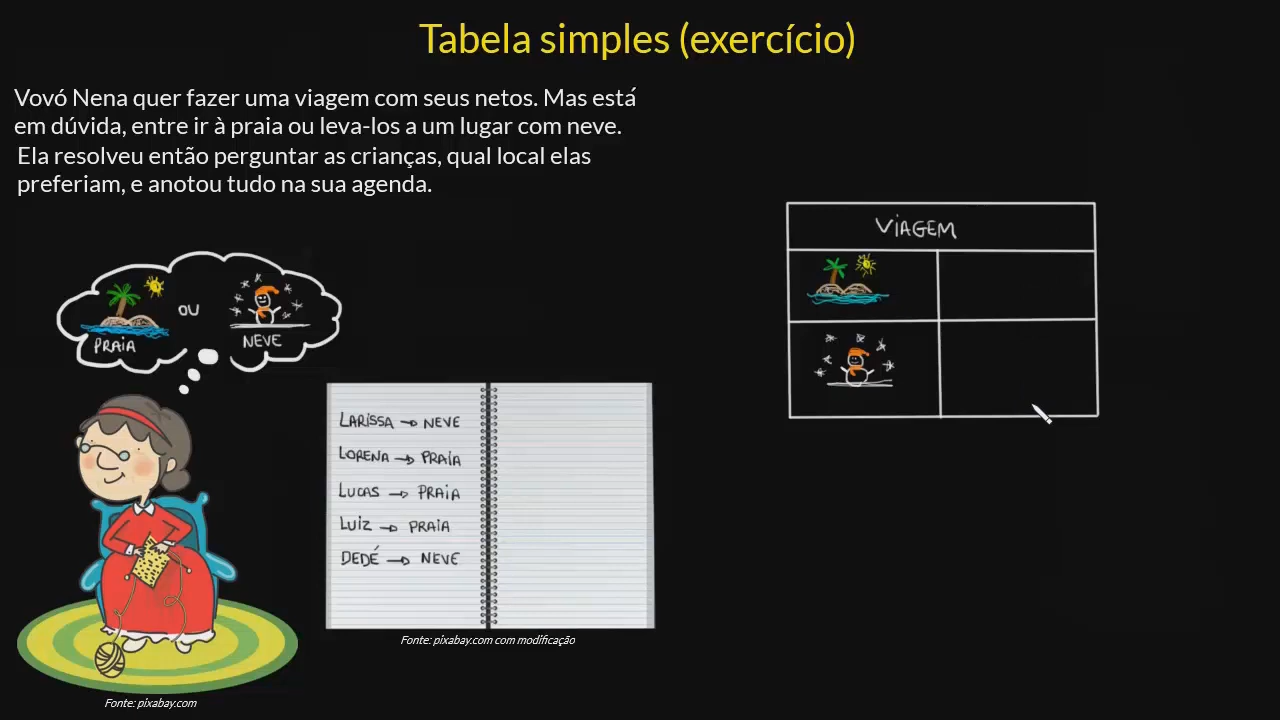 Tabela simples (exercício)
Vovó Nena quer fazer uma viagem com seus netos. Mas está
em dúvida, entre ir à praia ou leva-los a um lugar com neve.
Ela resolveu então perguntar as crianças, qual local elas
preferiam, e anotou tudo na sua agenda.
OU
PRAIA
NEVE
LARISSA → NEVE
LORENA → PRAIA
LUCAS → PRAIA
LUIZ → PRAIA
DEDÉ → NEVE
Fonte: pixabay.com com modificação
Fonte: pixabay.com
VIAGEM